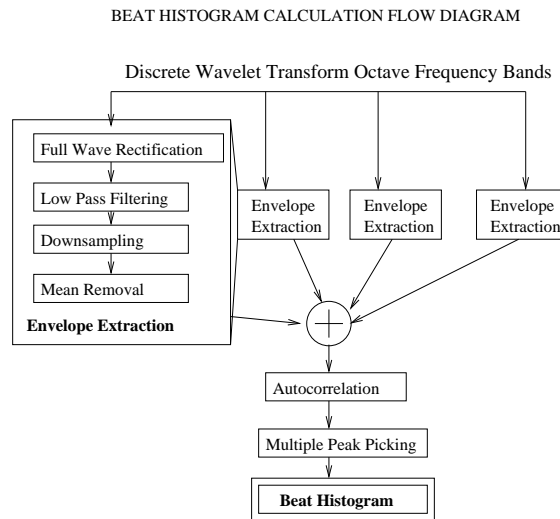 BEAT HISTOGRAM CALCULATION FLOW DIAGRAM
Discrete Wavelet Transform Octave Frequency Bands
Full Wave Rectification
Low Pass Filtering
Downsampling
Mean Removal
Envelope Extraction
Envelope
Extraction
Envelope
Extraction
Envelope
Extraction
Autocorrelation
Multiple Peak Picking
Beat Histogram